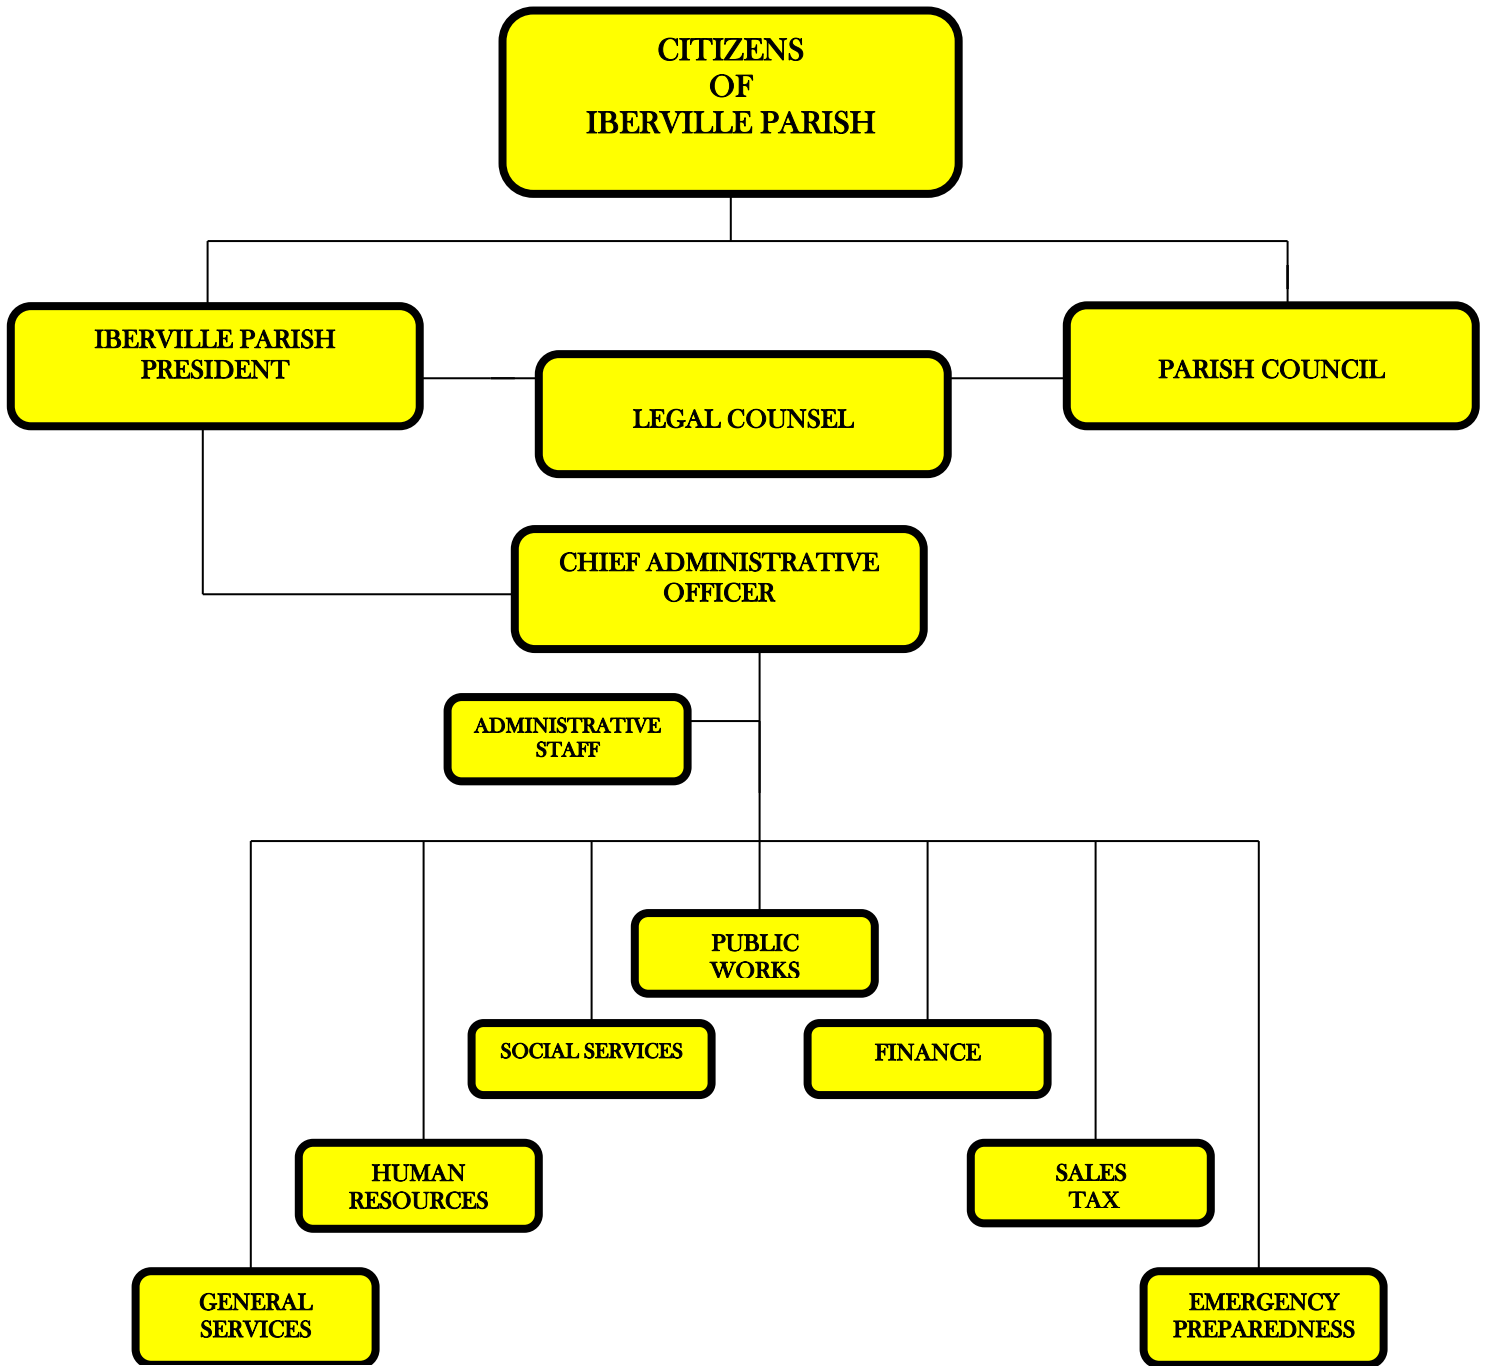 CITIZENS
OF
IBERVILLE PARISH
IBERVILLE PARISH
PRESIDENT
LEGAL COUNSEL
PARISH COUNCIL
CHIEF ADMINISTRATIVE
OFFICER
ADMINISTRATIVE
STAFF
PUBLIC
WORKS
SOCIAL SERVICES
FINANCE
HUMAN
RESOURCES
SALES
TAX
GENERAL
SERVICES
EMERGENCY
PREPAREDNESS